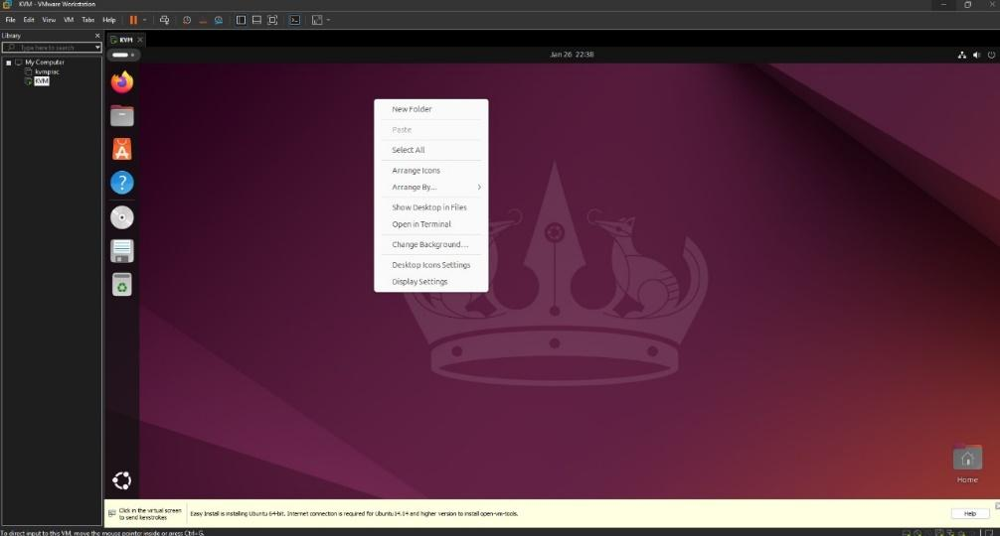 KVM - VMware Workstation
File Edit View VM Tabs Help
Library
Type here to search
My Computer
kvmprac
KVM
KVM
Jan 26 22:38
New Folder
Paste
Select All
Arrange Icons
Arrange By...
Show Desktop in Files
Open in Terminal
Change Background...
Desktop Icons Settings
Display Settings
Home
Click in the virtual screen
to send keystrokes
Easy Install is installing Ubuntu 64-bit. Internet connection is required for Ubuntu 14.04 and higher version to install open-vm-tools.
Help
To direct input to this VM, move the mouse pointer inside or press Ctrl+G.